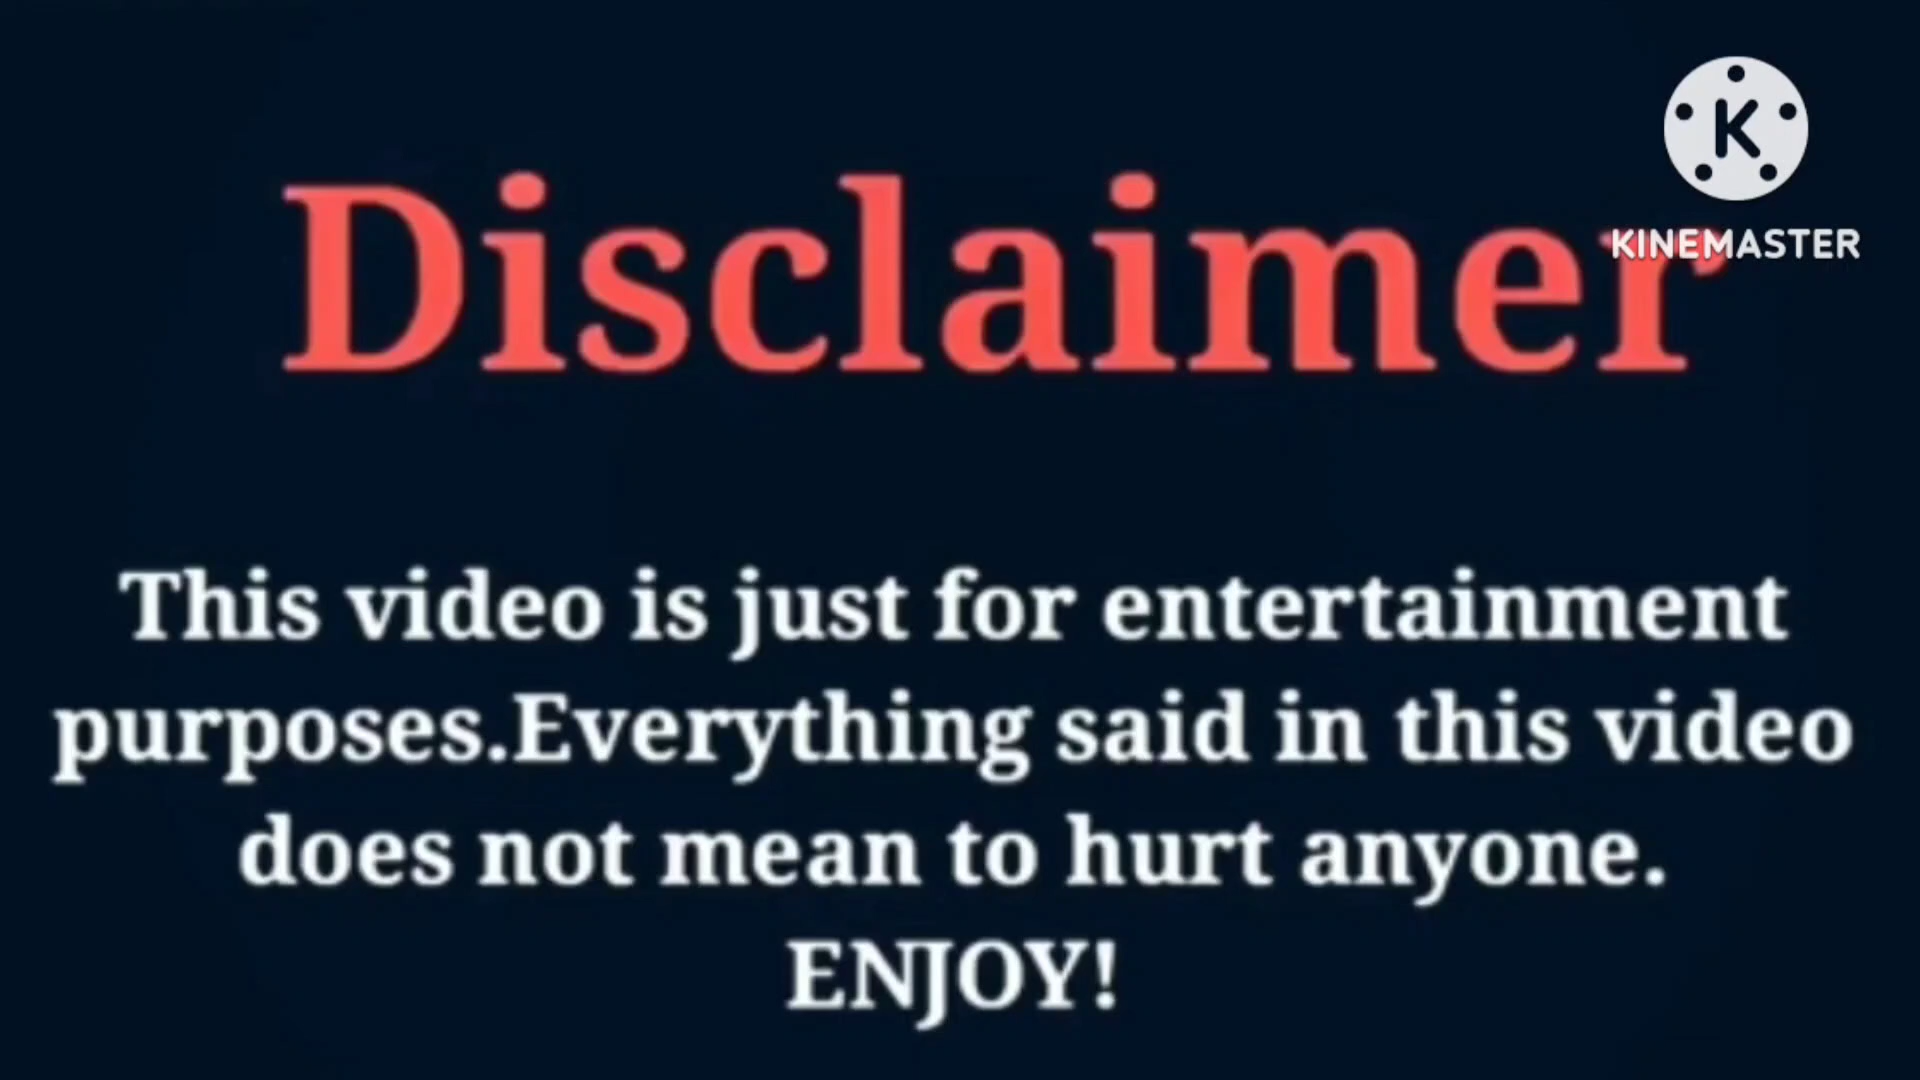 K
KINEMASTER
Disclaimer
This video is just for entertainment
purposes.Everything said in this video
does not mean to hurt anyone.
ENJOY!